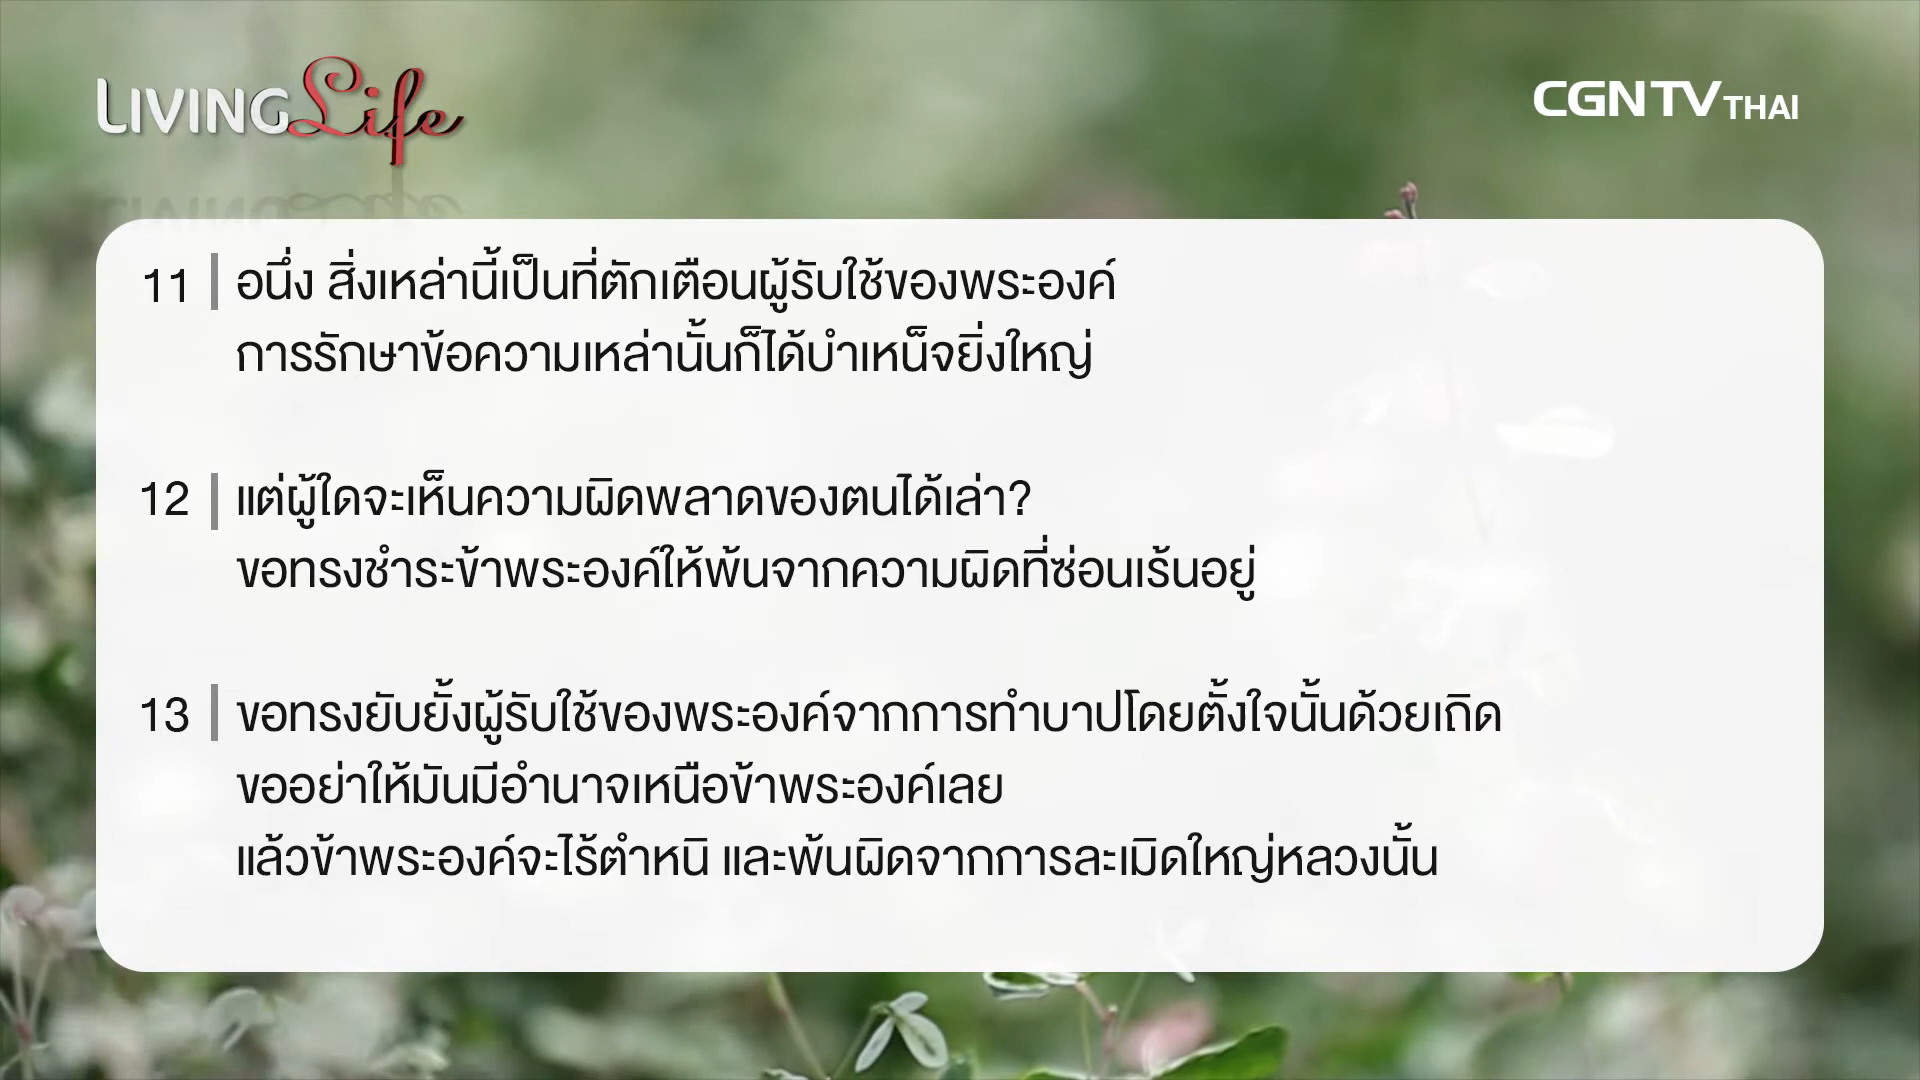 LIVING Life
CGNTV THAI
11 อนึ่ง สิ่งเหล่านี้เป็นที่ตักเตือนผู้รับใช้ของพระองค์
การรักษาข้อความเหล่านั้นก็ได้บำเหน็จยิ่งใหญ่
12 แต่ผู้ใดจะเห็นความผิดพลาดของตนได้เล่า?
ขอทรงชำระข้าพระองค์ให้พ้นจากความผิดที่ซ่อนเร้นอยู่
13 ขอทรงยับยั้งผู้รับใช้ของพระองค์จากการทำบาปโดยตั้งใจนั้นด้วยเถิด
ขออย่าให้มันมีอำนาจเหนือข้าพระองค์เลย
แล้วข้าพระองค์จะไร้ตำหนิ และพ้นผิดจากการละเมิดใหญ่หลวงนั้น